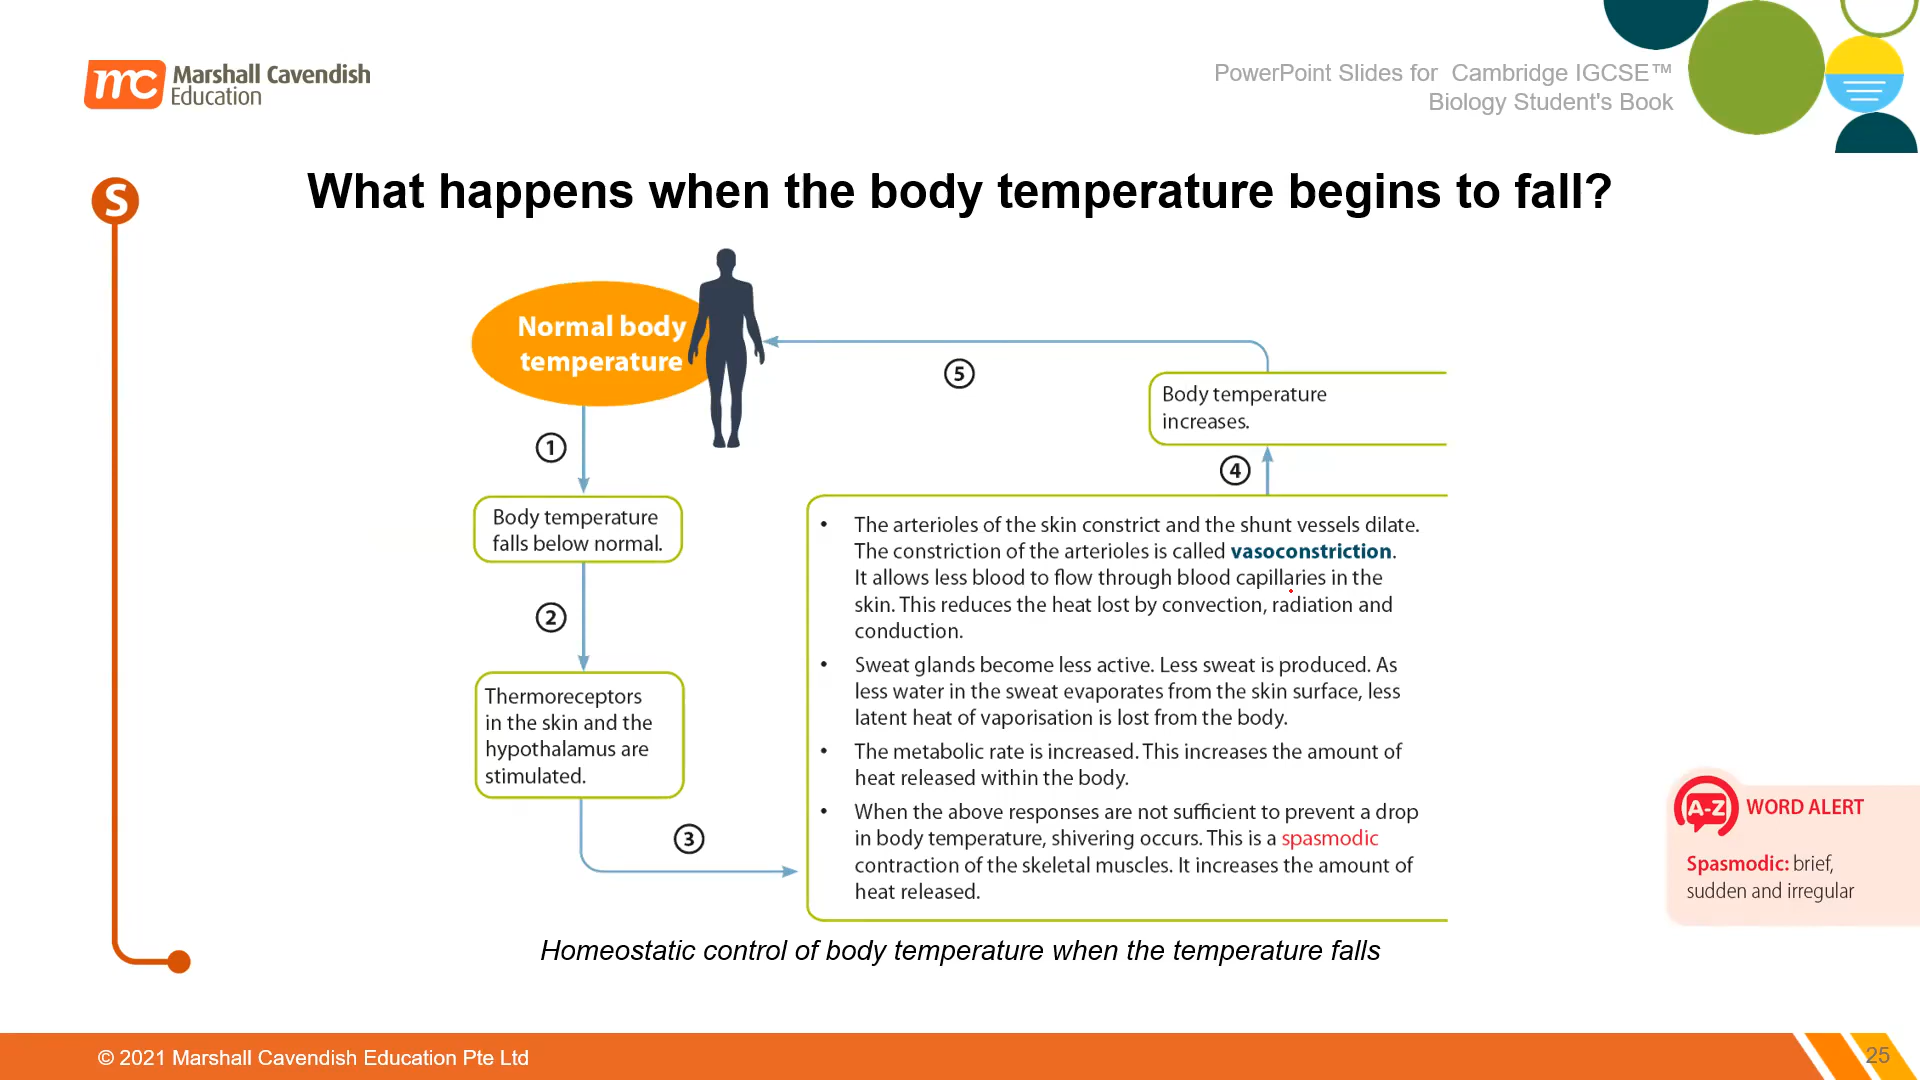 mc Marshall Cavendish
Education
PowerPoint Slides for Cambridge IGCSE™
Biology Student's Book
S
What happens when the body temperature begins to fall?
Normal body
temperature
5
Body temperature
increases.
1
4
Body temperature
falls below normal.
2
Thermoreceptors
in the skin and the
hypothalamus are
stimulated.
3
• The arterioles of the skin constrict and the shunt vessels dilate.
The constriction of the arterioles is called vasoconstriction.
It allows less blood to flow through blood capillaries in the
skin. This reduces the heat lost by convection, radiation and
conduction.
• Sweat glands become less active. Less sweat is produced. As
less water in the sweat evaporates from the skin surface, less
latent heat of vaporisation is lost from the body.
• The metabolic rate is increased. This increases the amount of
heat released within the body.
• When the above responses are not sufficient to prevent a drop
in body temperature, shivering occurs. This is a spasmodic
contraction of the skeletal muscles. It increases the amount of
heat released.
A-Z WORD ALERT
Spasmodic: brief,
sudden and irregular
Homeostatic control of body temperature when the temperature falls
© 2021 Marshall Cavendish Education Pte Ltd
25